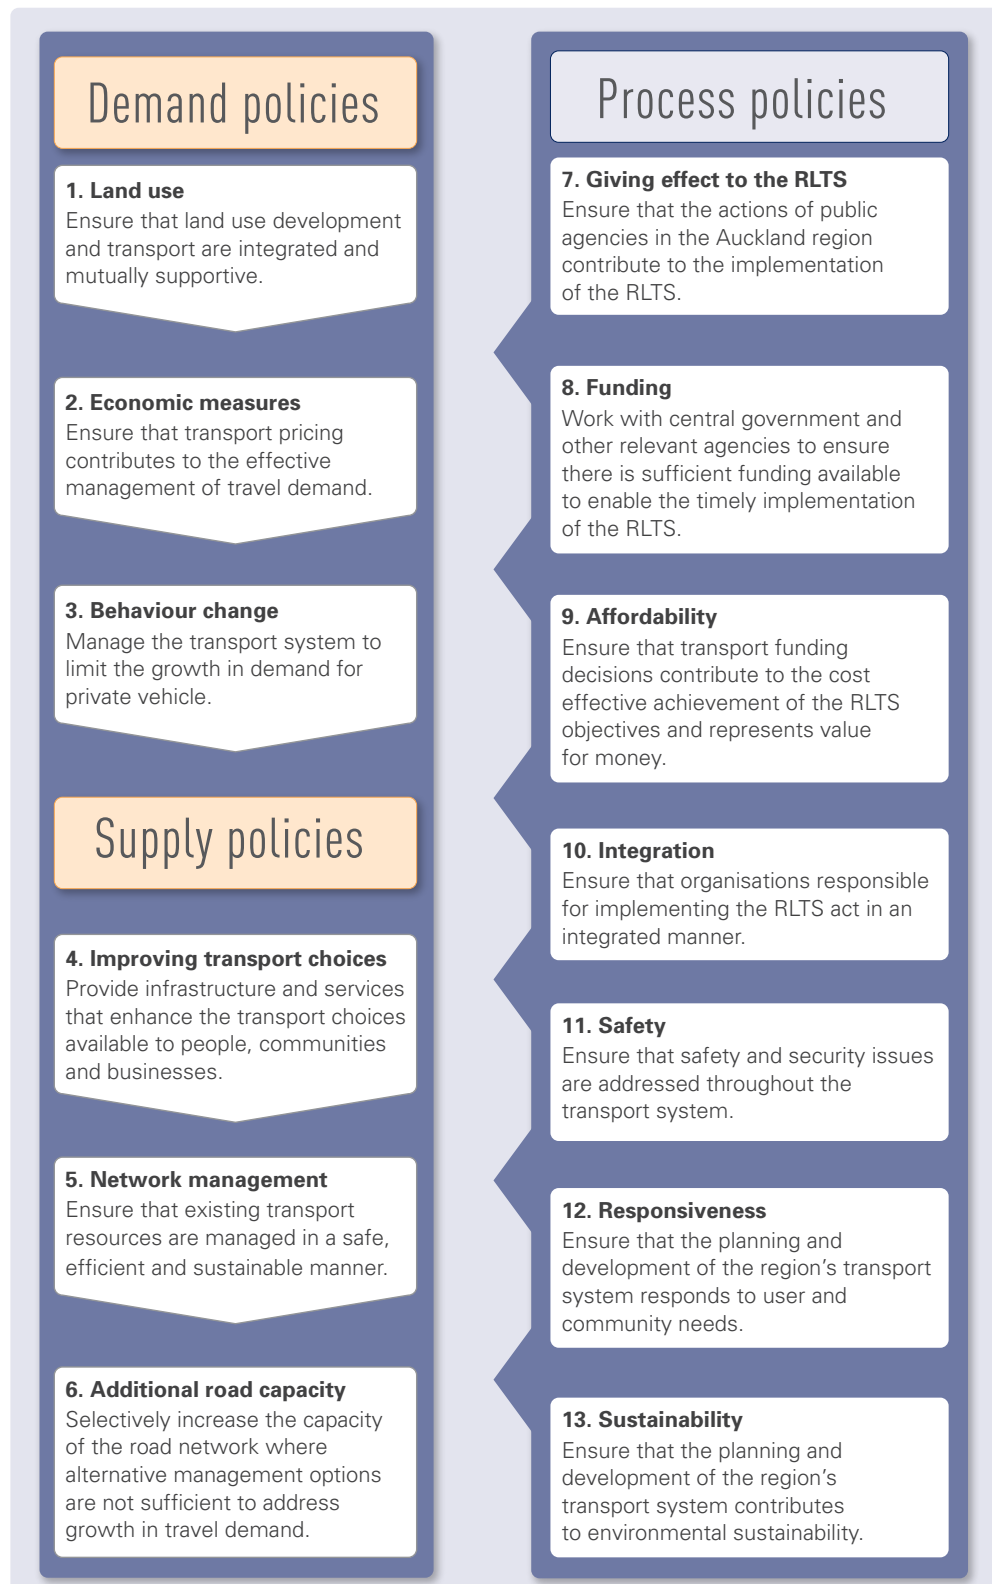 Demand policies
1. Land use
Ensure that land use development
and transport are integrated and
mutually supportive.
2. Economic measures
Ensure that transport pricing
contributes to the effective
management of travel demand.
3. Behaviour change
Manage the transport system to
limit the growth in demand for
private vehicle.
Supply policies
4. Improving transport choices
Provide infrastructure and services
that enhance the transport choices
available to people, communities
and businesses.
5. Network management
Ensure that existing transport
resources are managed in a safe,
efficient and sustainable manner.
6. Additional road capacity
Selectively increase the capacity
of the road network where
alternative management options
are not sufficient to address
growth in travel demand.
Process policies
7. Giving effect to the RLTS
Ensure that the actions of public
agencies in the Auckland region
contribute to the implementation
of the RLTS.
8. Funding
Work with central government and
other relevant agencies to ensure
there is sufficient funding available
to enable the timely implementation
of the RLTS.
9. Affordability
Ensure that transport funding
decisions contribute to the cost
effective achievement of the RLTS
objectives and represents value
for money.
10. Integration
Ensure that organisations responsible
for implementing the RLTS act in an
integrated manner.
11. Safety
Ensure that safety and security issues
are addressed throughout the
transport system.
12. Responsiveness
Ensure that the planning and
development of the region’s transport
system responds to user and
community needs.
13. Sustainability
Ensure that the planning and
development of the region’s
transport system contributes
to environmental sustainability.